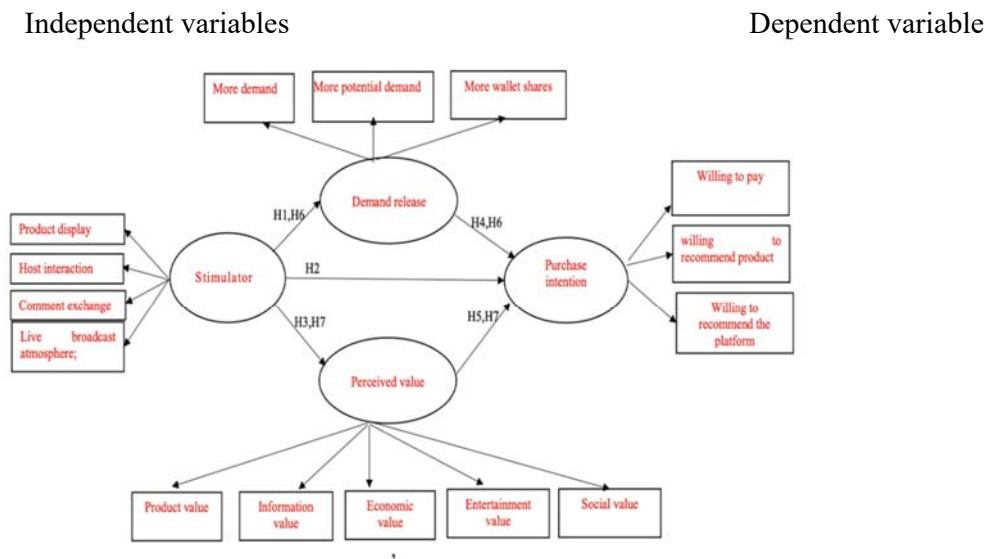 Independent variables
Dependent variable
More demand
More potential demand
More wallet shares
Demand release
Willing to pay
H1,H6
H4,H6
Product display
willing to
recommend product
Host interaction
Stimulator
H2
Purchase
intention
Comment exchange
Willing to
recommend the
platform
Live broadcast
atmosphere;
H3,H7
H5,H7
Perceived value
Product value
Information
value
Economic
value
Entertainment
value
Social value
,